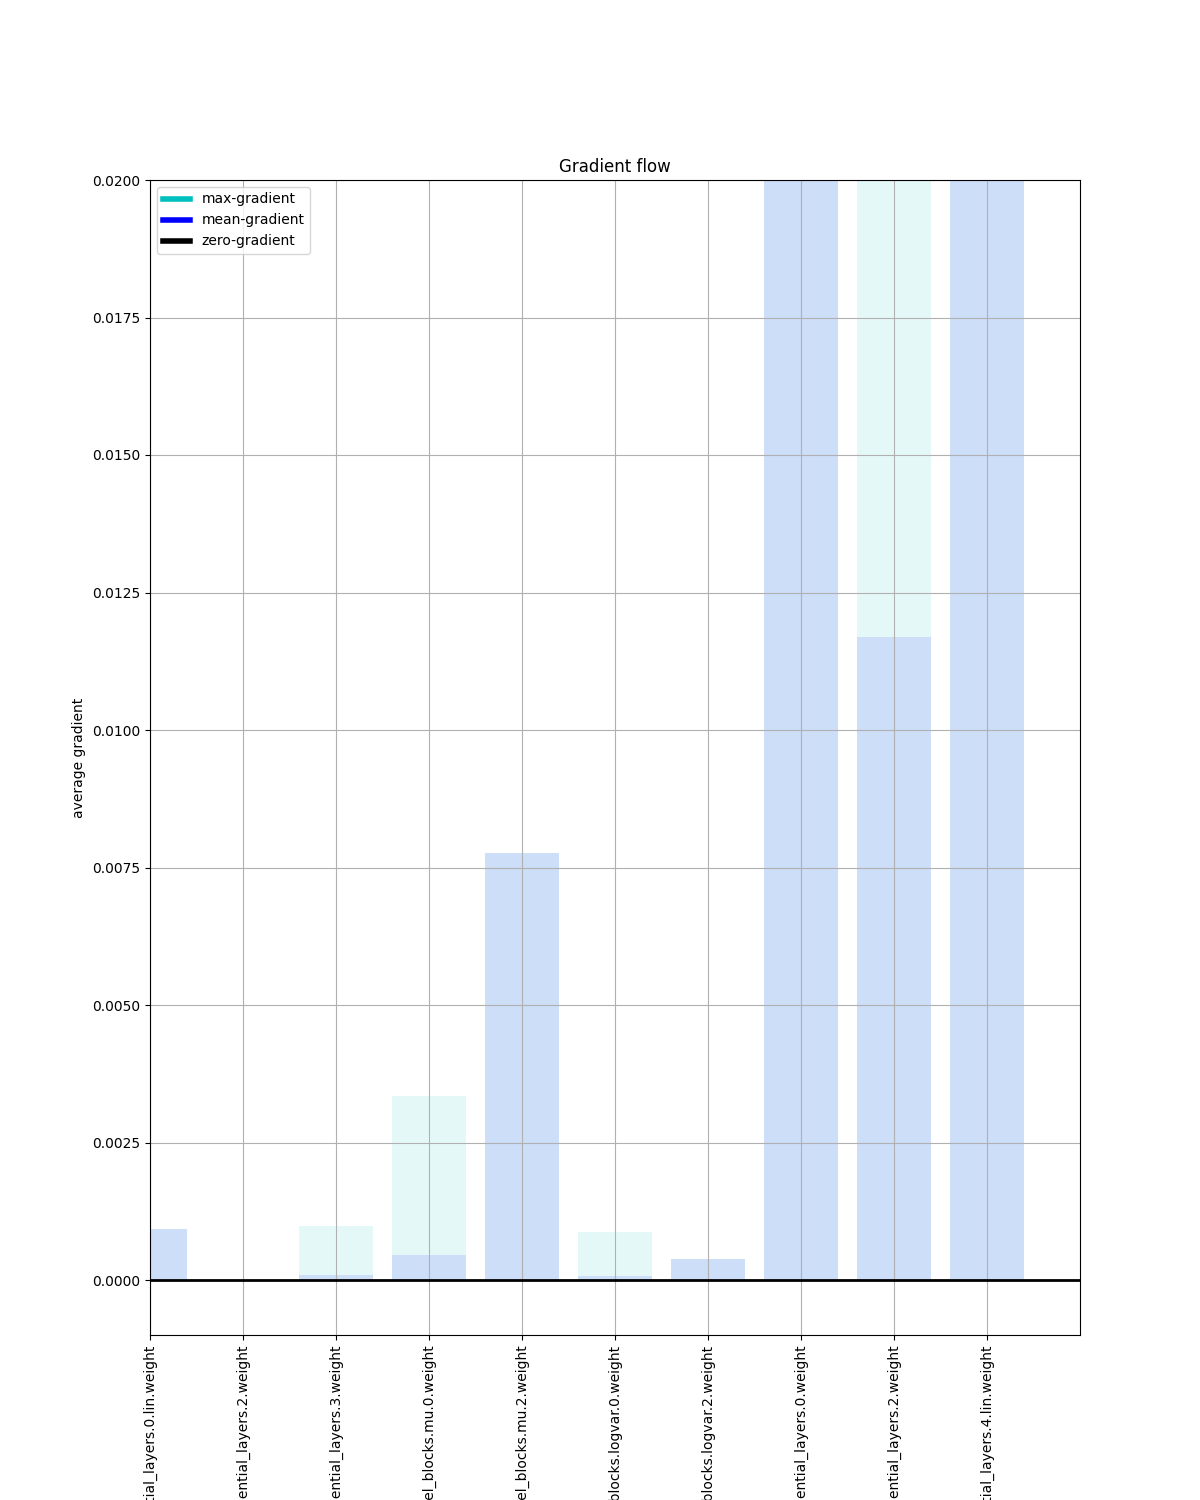 Gradient flow
max-gradient
mean-gradient
zero-gradient
0.0200
0.0175
0.0150
0.0125
0.0100
0.0075
0.0050
0.0025
0.0000
average gradient
tial_layers.0.lin.weight
ential_layers.2.weight
ential_layers.3.weight
el_blocks.mu.0.weight
el_blocks.mu.2.weight
blocks.logvar.0.weight
blocks.logvar.2.weight
ential_layers.0.weight
ential_layers.2.weight
tial_layers.4.lin.weight